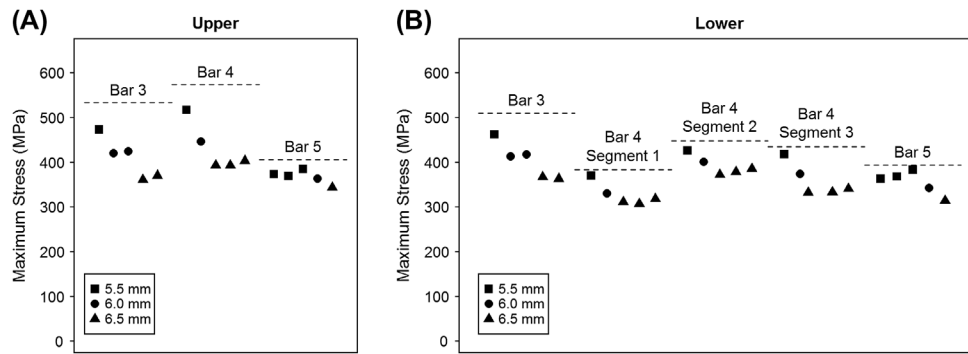 (A)
Upper
Maximum Stress (MPa)
600
500
400
300
200
100
0
Bar 3
Bar 4
Bar 5
5.5 mm
6.0 mm
6.5 mm
(B)
Lower
Maximum Stress (MPa)
600
500
400
300
200
100
0
Bar 3
Bar 4
Segment 1
Bar 4
Segment 2
Bar 4
Segment 3
Bar 5
5.5 mm
6.0 mm
6.5 mm